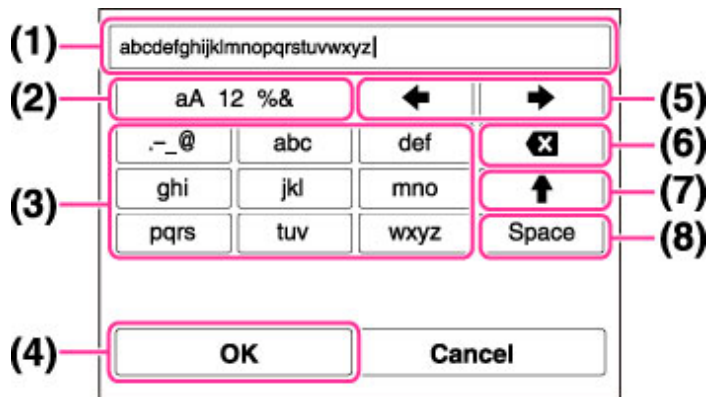 (1) abcdefghijklmnopqrstuvwxyz
(2) aA 12 %& (5)
.–_@ abc def (6)
(3) ghi jkl mno (7)
pqrs tuv wxyz Space (8)
(4) OK Cancel